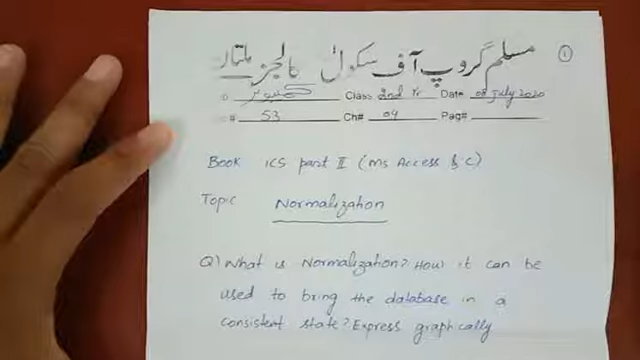 مسلم گروپ آف سکول کالجز ملتان
1
کمپیوٹر Class 2nd Yr Date 08 July 2020
# 53 Ch# 04 Pag#
Book ICS part II (Ms Access & C)
Topic Normalization
Q) What is Normalization? How it can be
used to bring the database in a
consistent state? Express graphically